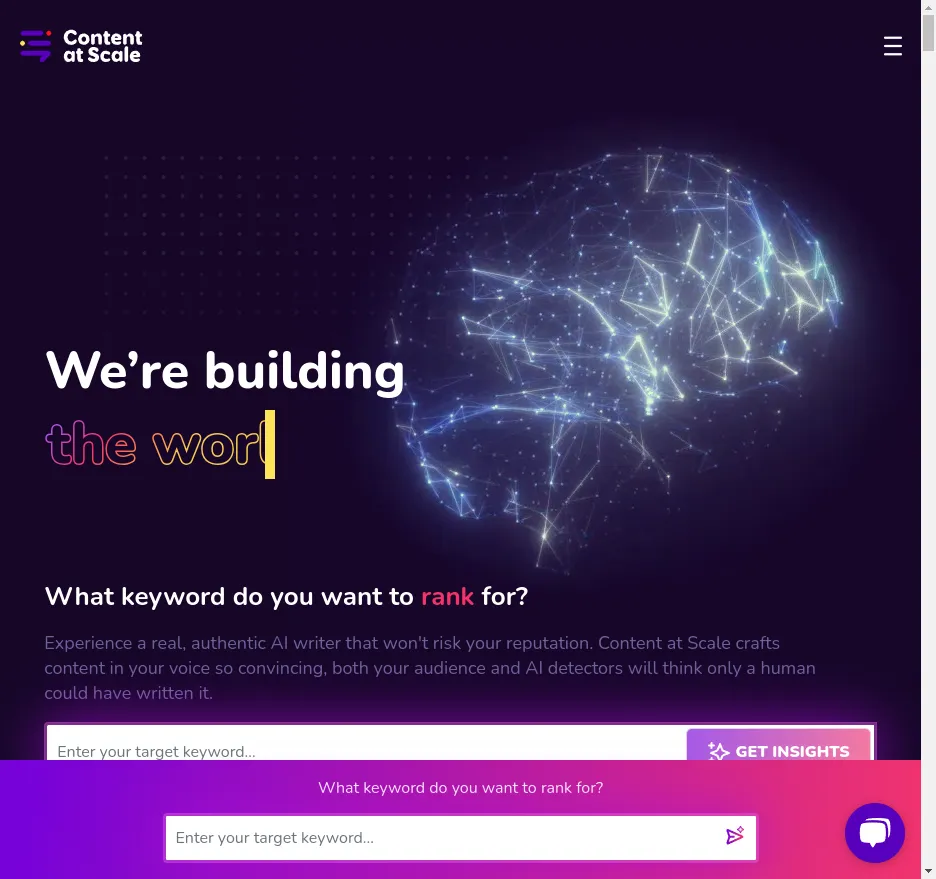 Content
at Scale
We’re building
the worl
What keyword do you want to rank for?
Experience a real, authentic AI writer that won't risk your reputation. Content at Scale crafts
content in your voice so convincing, both your audience and AI detectors will think only a human
could have written it.
Enter your target keyword...
GET INSIGHTS
What keyword do you want to rank for?
Enter your target keyword...